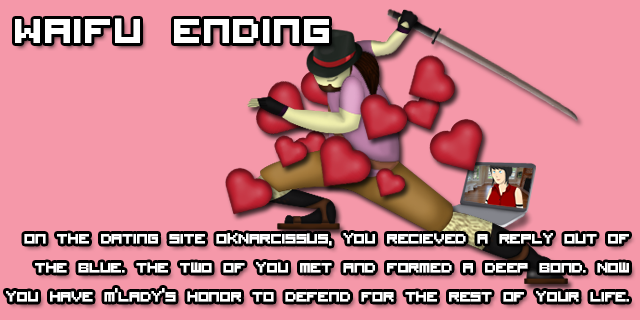 WAIFU ENDING
ON THE DATING SITE OKNARCISSUS, YOU RECIEVED A REPLY OUT OF
THE BLUE. THE TWO OF YOU MET AND FORMED A DEEP BOND. NOW
YOU HAVE M'LADY'S HONOR TO DEFEND FOR THE REST OF YOUR LIFE.